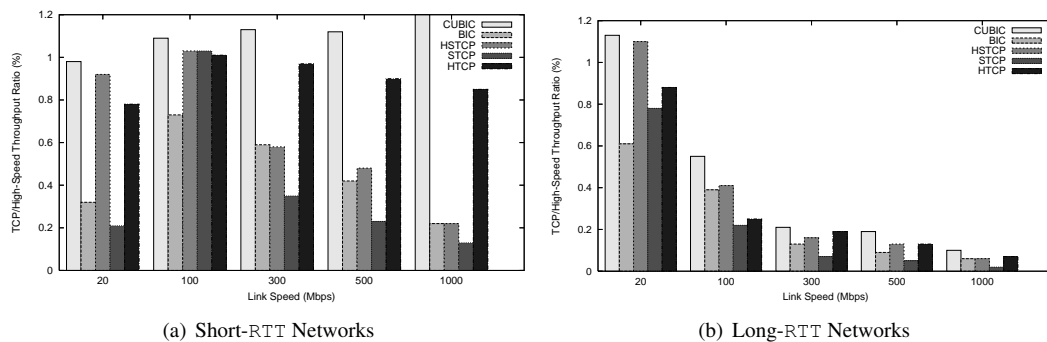 TCP/High-Speed Throughput Ratio (%)
1.2
1
0.8
0.6
0.4
0.2
0
CUBIC
BIC
HSTCP
STCP
HTCP
20 100 300 500 1000
Link Speed (Mbps)
(a) Short-RTT Networks
TCP/High-Speed Throughput Ratio (%)
1.2
1
0.8
0.6
0.4
0.2
0
CUBIC
BIC
HSTCP
STCP
HTCP
20 100 300 500 1000
Link Speed (Mbps)
(b) Long-RTT Networks